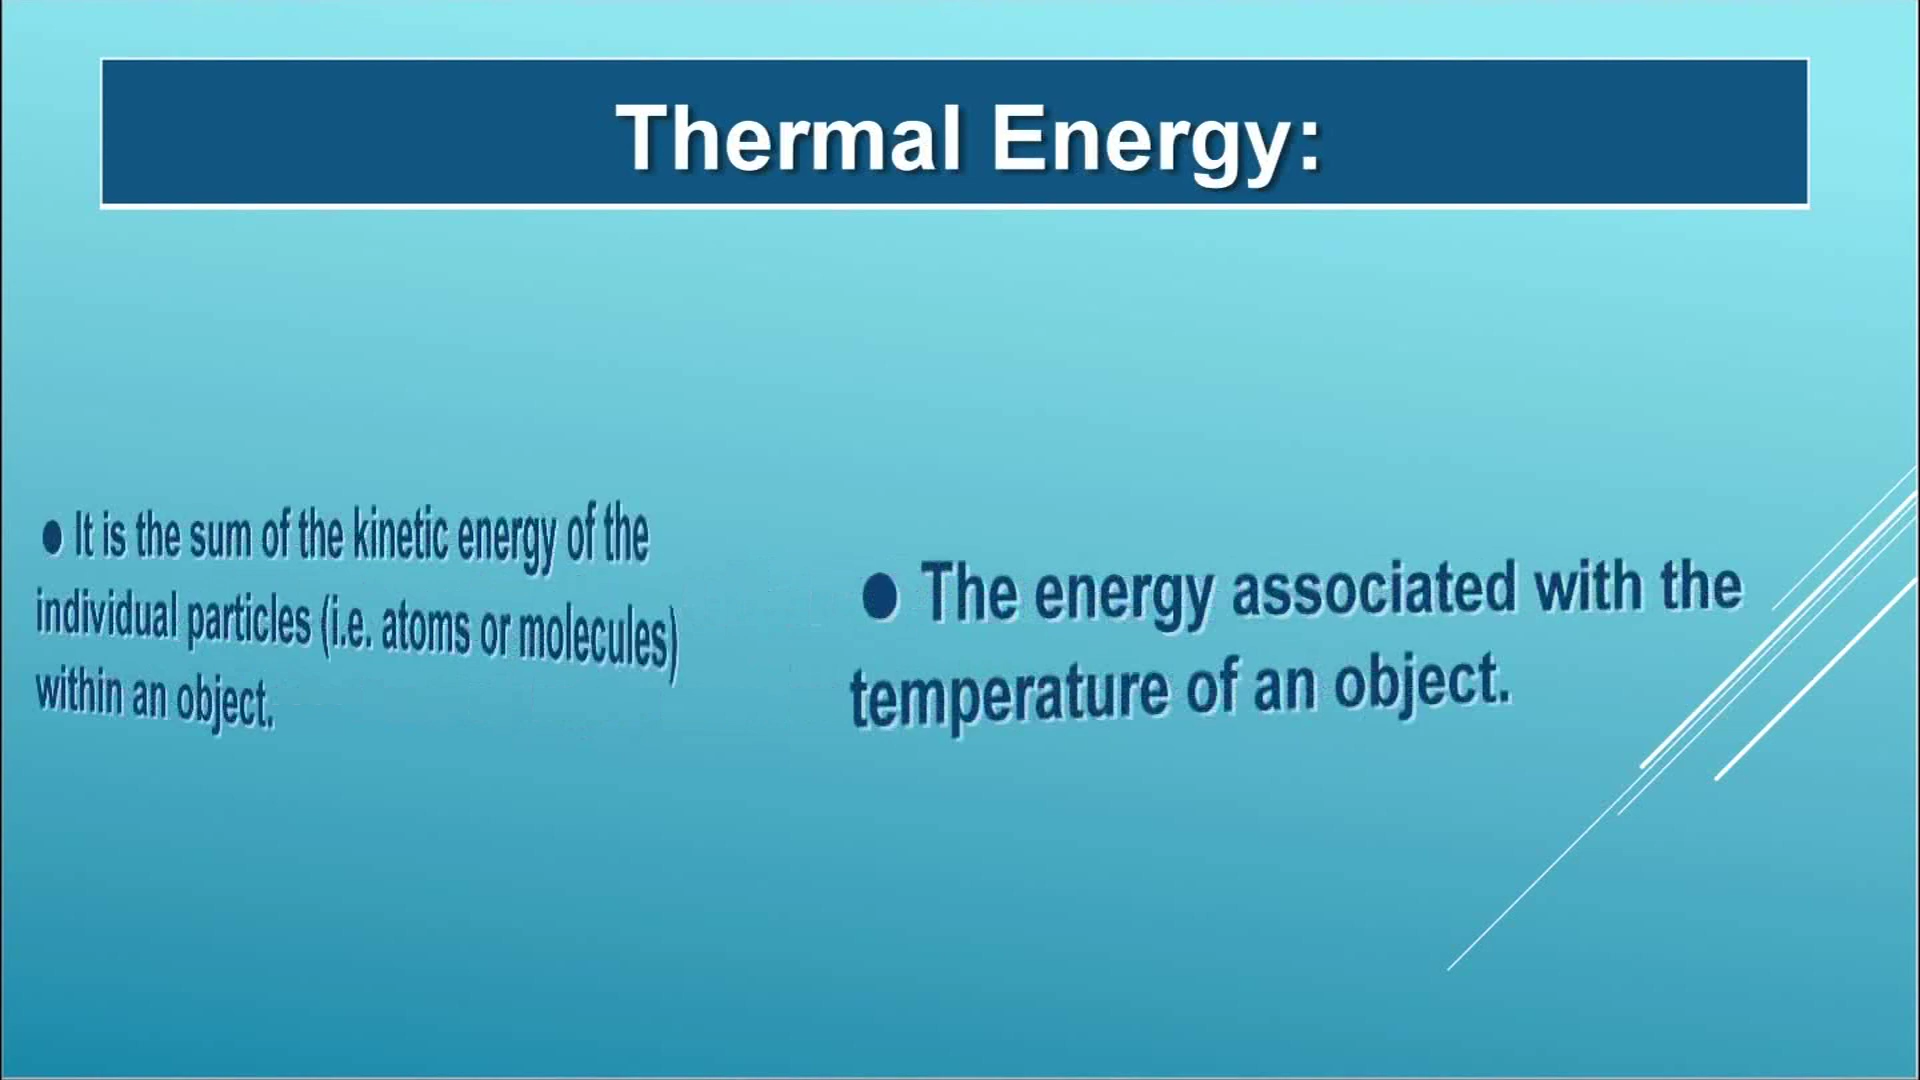 Thermal Energy:
● It is the sum of the kinetic energy of the
individual particles (i.e. atoms or molecules)
within an object.
● The energy associated with the
temperature of an object.